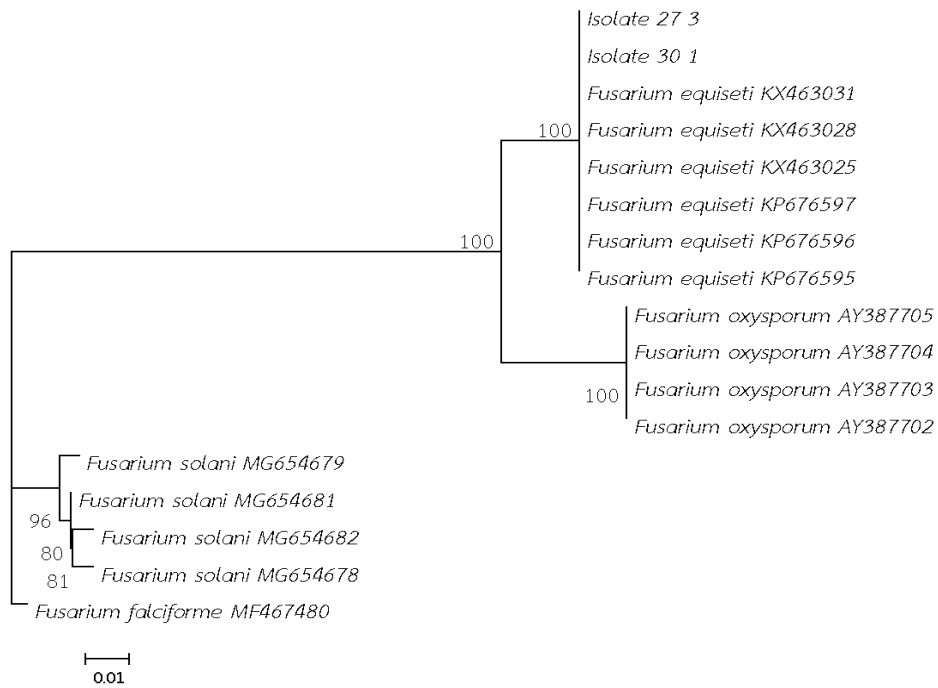 Isolate 27 3
Isolate 30 1
Fusarium equiseti KX463031
100
Fusarium equiseti KX463028
Fusarium equiseti KX463025
Fusarium equiseti KP676597
100
Fusarium equiseti KP676596
Fusarium equiseti KP676595
Fusarium oxysporum AY387705
Fusarium oxysporum AY387704
Fusarium oxysporum AY387703
100
Fusarium oxysporum AY387702
Fusarium solani MG654679
Fusarium solani MG654681
96
Fusarium solani MG654682
80
Fusarium solani MG654678
81
Fusarium falciforme MF467480
0.01